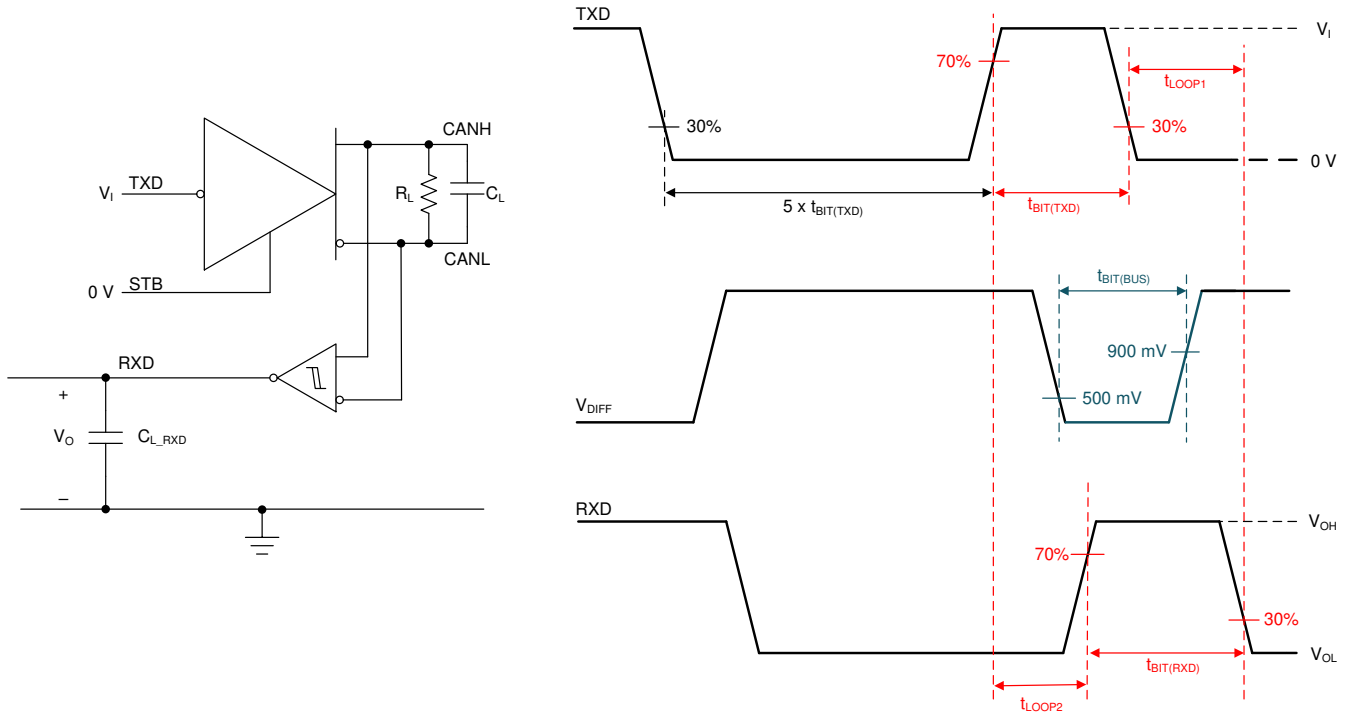 CANH
TXD
V_I
R_L
C_L
CANL
STB
0 V
RXD
+
V_O
C_L_RXD
–
TXD
V_I
70%
t_LOOP1
30%
30%
0 V
5 x t_BIT(TXD)
t_BIT(TXD)
t_BIT(BUS)
900 mV
500 mV
V_DIFF
RXD
V_OH
70%
30%
V_OL
t_BIT(RXD)
t_LOOP2